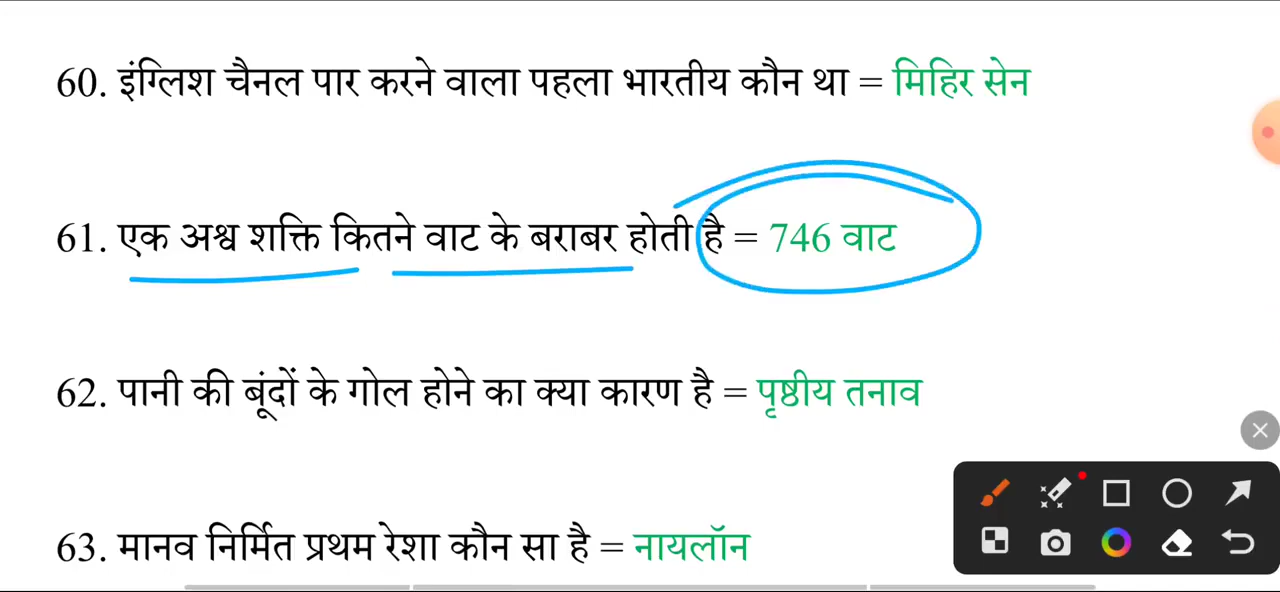 60. इंग्लिश चैनल पार करने वाला पहला भारतीय कौन था = मिहिर सेन
61. एक अश्व शक्ति कितने वाट के बराबर होती है = 746 वाट
62. पानी की बूंदों के गोल होने का क्या कारण है = पृष्ठीय तनाव
63. मानव निर्मित प्रथम रेशा कौन सा है = नायलॉन